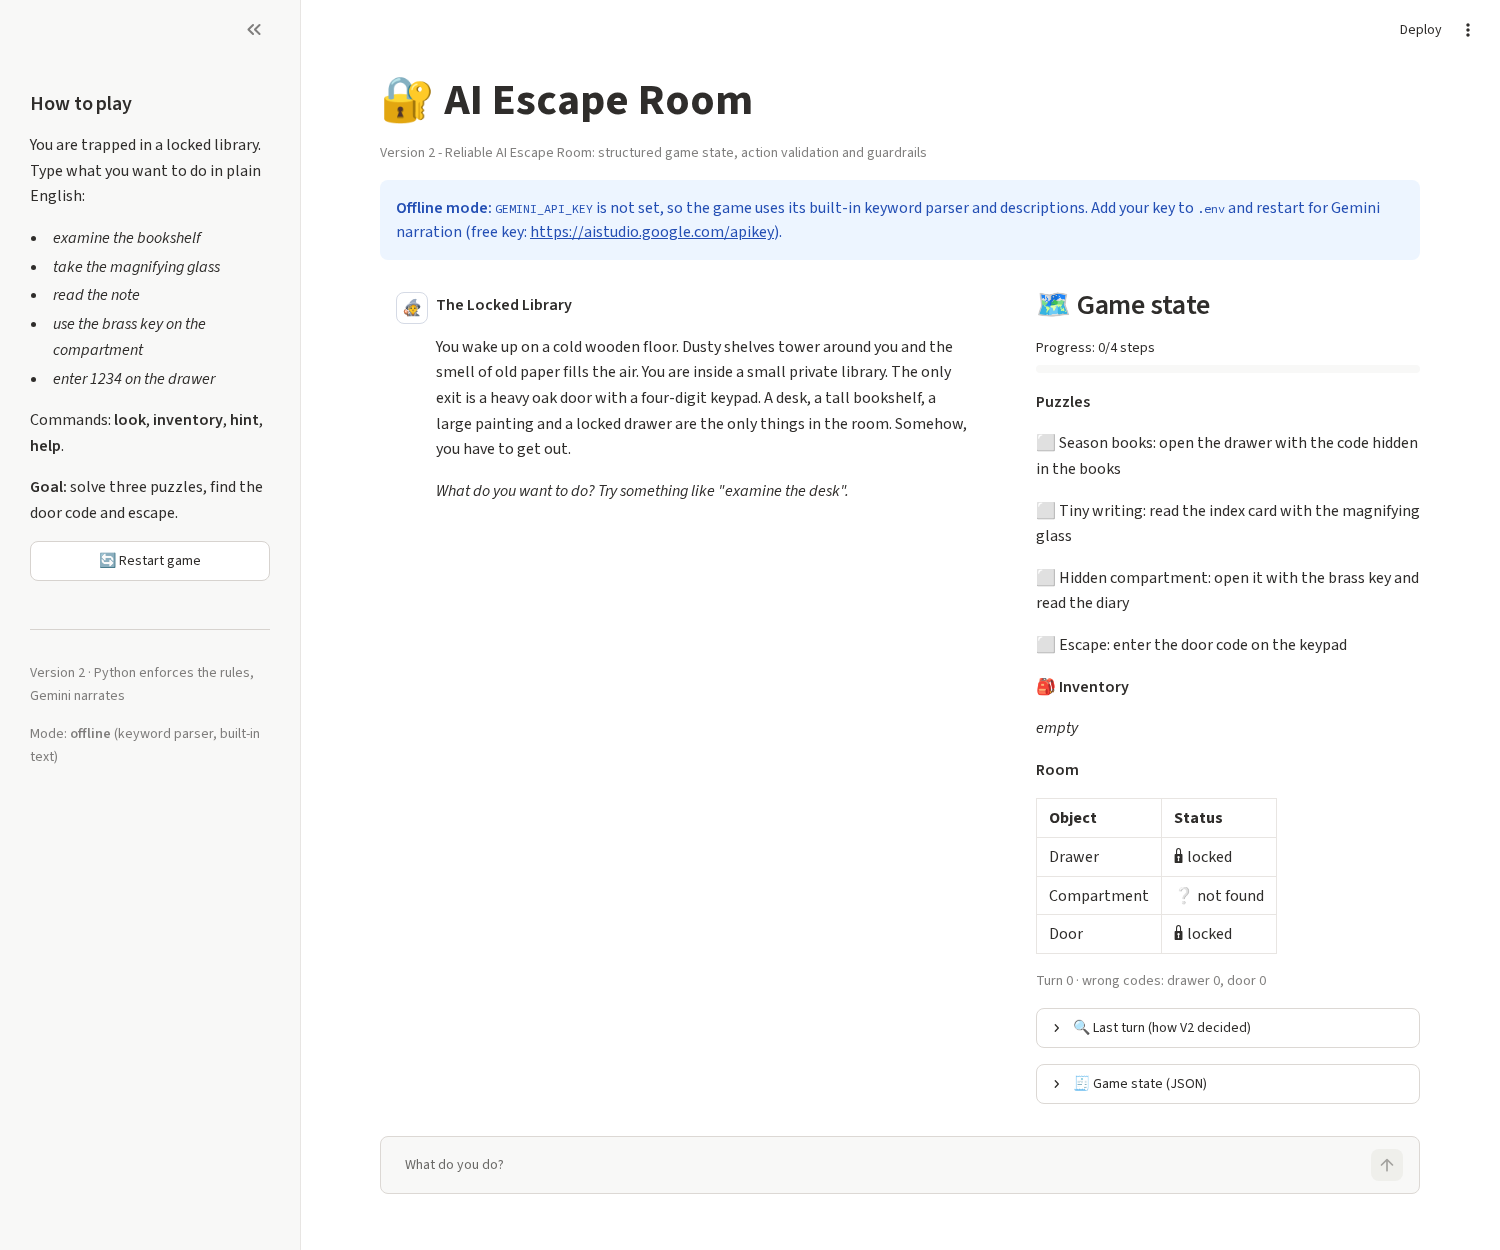 Deploy
How to play
You are trapped in a locked library.
Type what you want to do in plain
English:
examine the bookshelf
take the magnifying glass
read the note
use the brass key on the
compartment
enter 1234 on the drawer
Commands: look, inventory, hint,
help.
Goal: solve three puzzles, find the
door code and escape.
Restart game
Version 2 · Python enforces the rules,
Gemini narrates
Mode: offline (keyword parser, built-in
text)
AI Escape Room
Version 2 - Reliable AI Escape Room: structured game state, action validation and guardrails
Offline mode: GEMINI_API_KEY is not set, so the game uses its built-in keyword parser and descriptions. Add your key to .env and restart for Gemini
narration (free key: https://aistudio.google.com/apikey).
The Locked Library
You wake up on a cold wooden floor. Dusty shelves tower around you and the
smell of old paper fills the air. You are inside a small private library. The only
exit is a heavy oak door with a four-digit keypad. A desk, a tall bookshelf, a
large painting and a locked drawer are the only things in the room. Somehow,
you have to get out.
What do you want to do? Try something like "examine the desk".
Game state
Progress: 0/4 steps
Puzzles
Season books: open the drawer with the code hidden
in the books
Tiny writing: read the index card with the magnifying
glass
Hidden compartment: open it with the brass key and
read the diary
Escape: enter the door code on the keypad
Inventory
empty
Room
Object Status
Drawer locked
Compartment not found
Door locked
Turn 0 · wrong codes: drawer 0, door 0
Last turn (how V2 decided)
Game state (JSON)
What do you do?